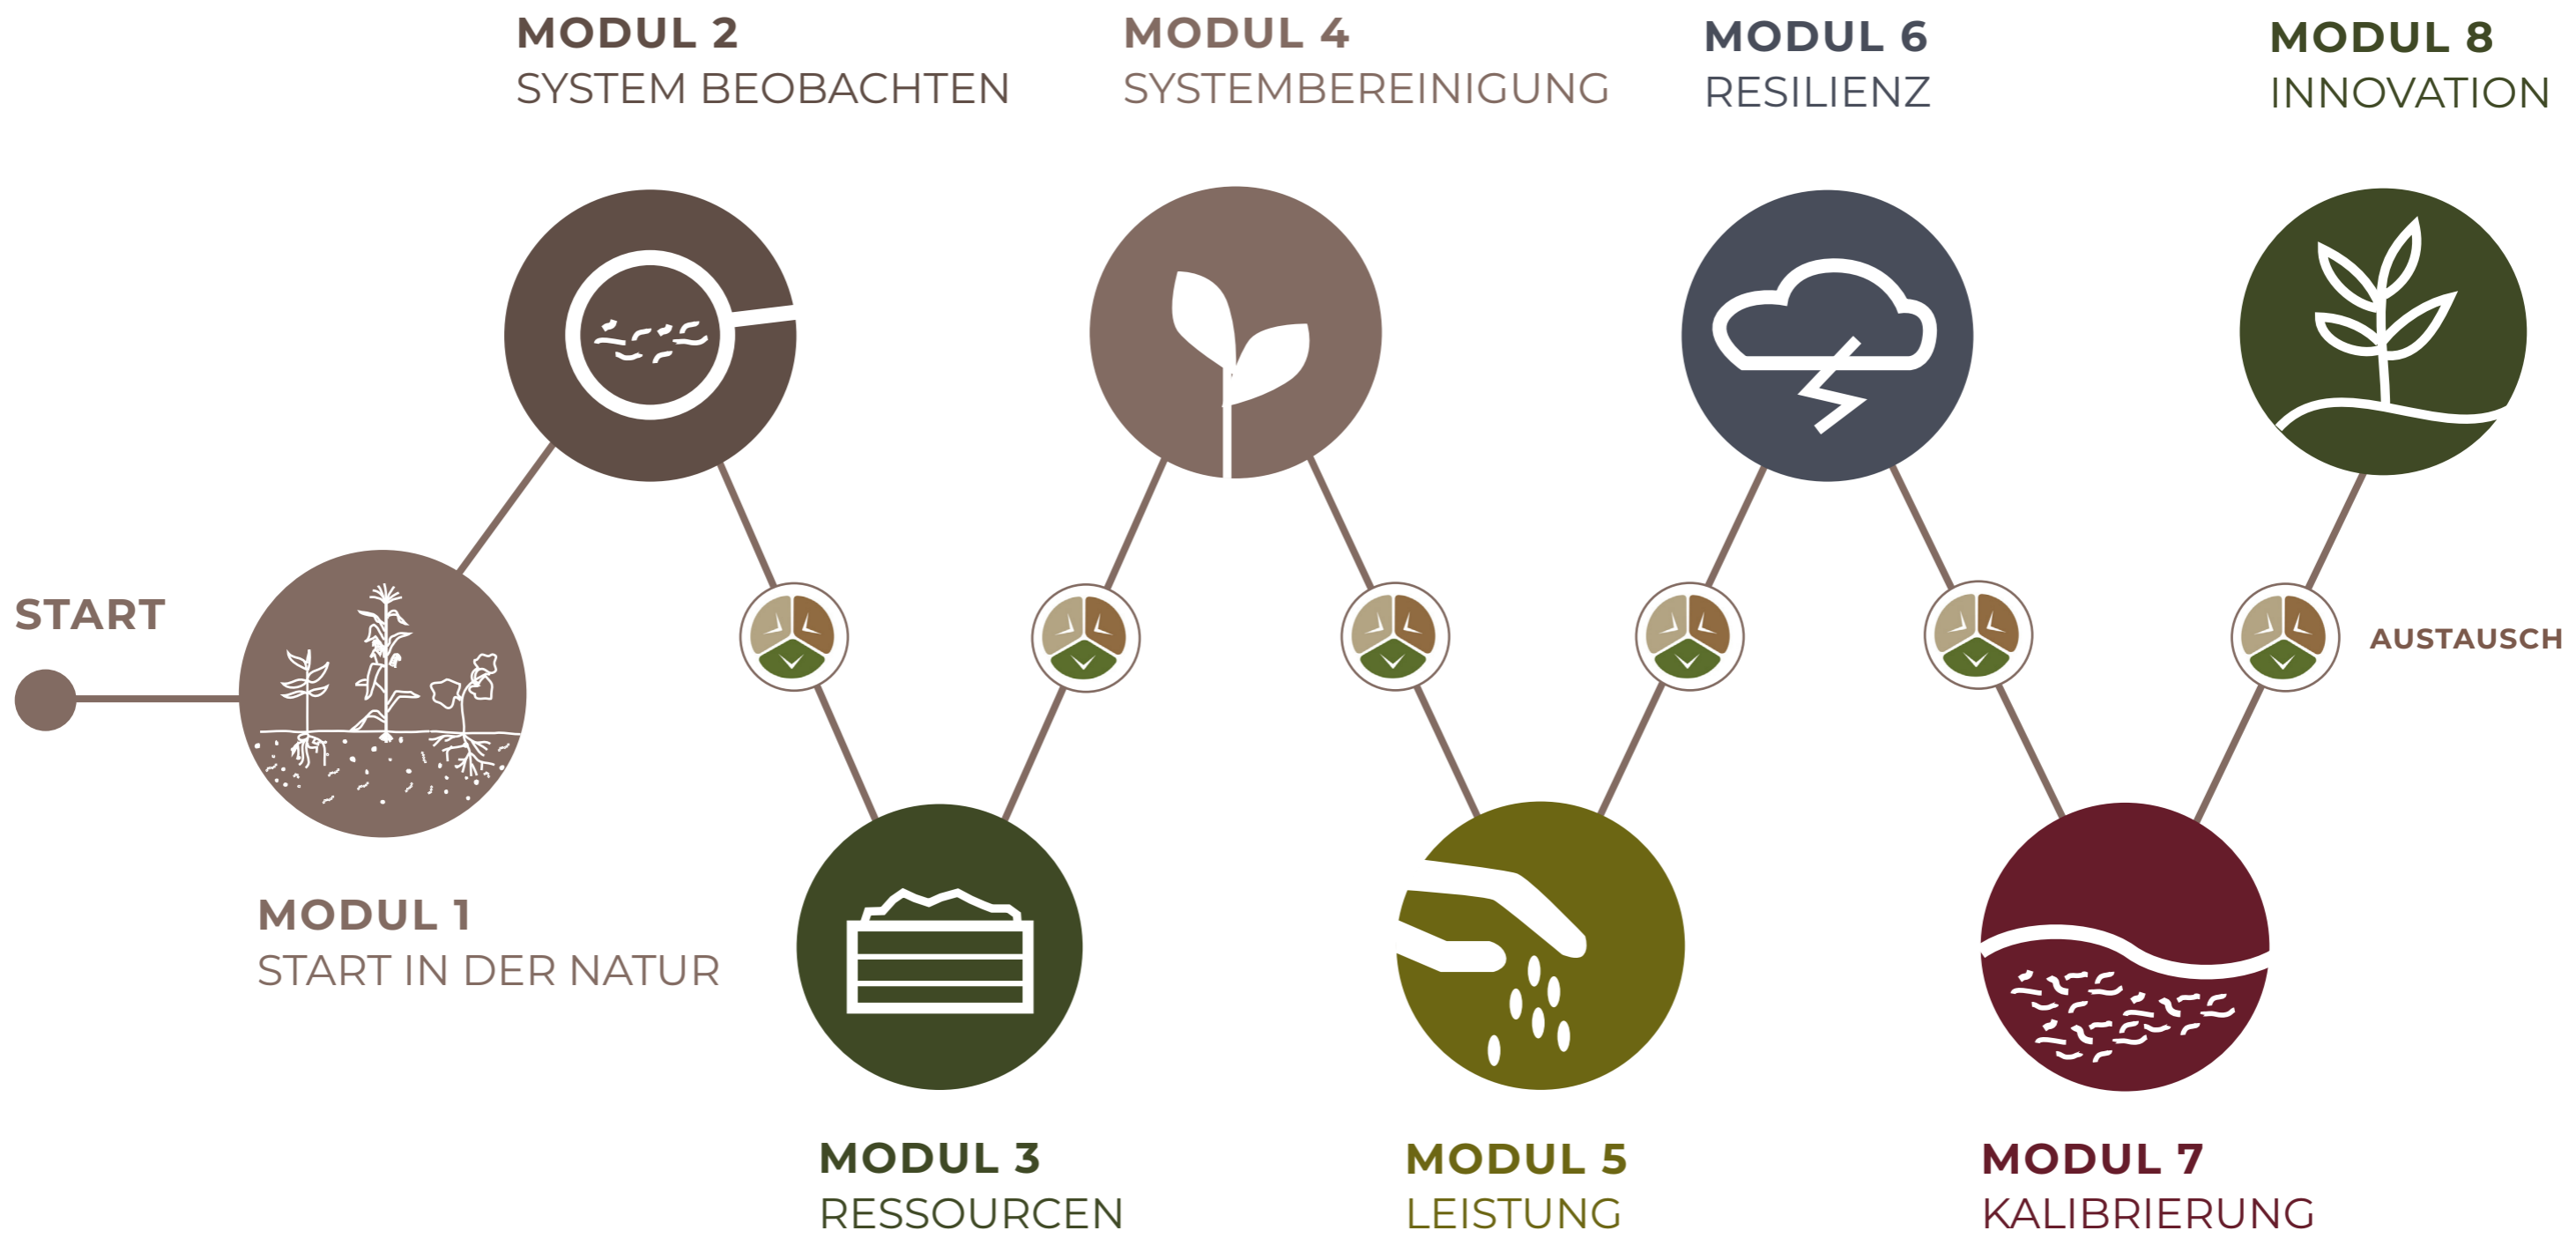 MODUL 2
SYSTEM BEOBACHTEN
MODUL 4
SYSTEMBEREINIGUNG
MODUL 6
RESILIENZ
MODUL 8
INNOVATION
START
AUSTAUSCH
MODUL 1
START IN DER NATUR
MODUL 3
RESSOURCEN
MODUL 5
LEISTUNG
MODUL 7
KALIBRIERUNG